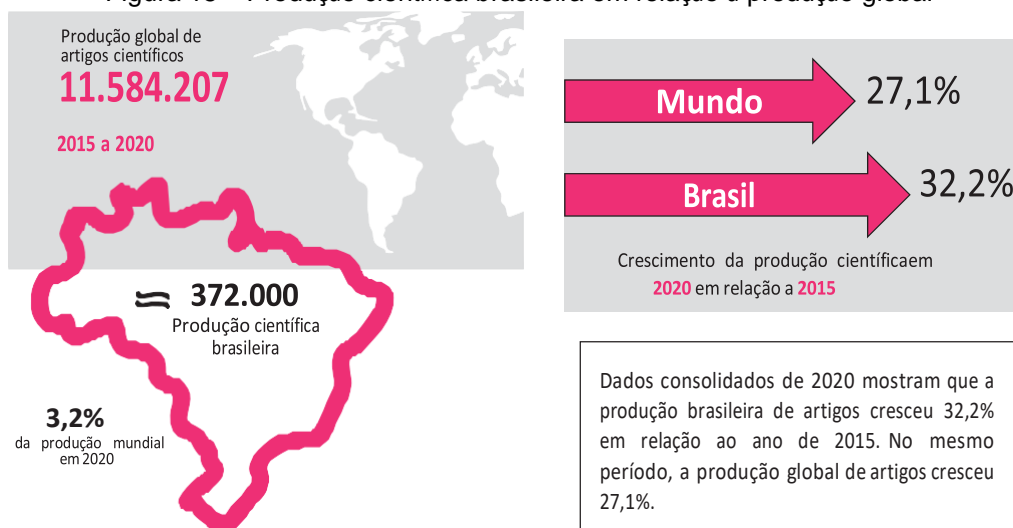 Produção global de
artigos científicos
11.584.207
2015 a 2020
≈ 372.000
Produção científica
brasileira
3,2%
da produção mundial
em 2020
Mundo
27,1%
Brasil
32,2%
Crescimento da produção científicaem
2020 em relação a 2015
Dados consolidados de 2020 mostram que a
produção brasileira de artigos cresceu 32,2%
em relação ao ano de 2015. No mesmo
período, a produção global de artigos cresceu
27,1%.